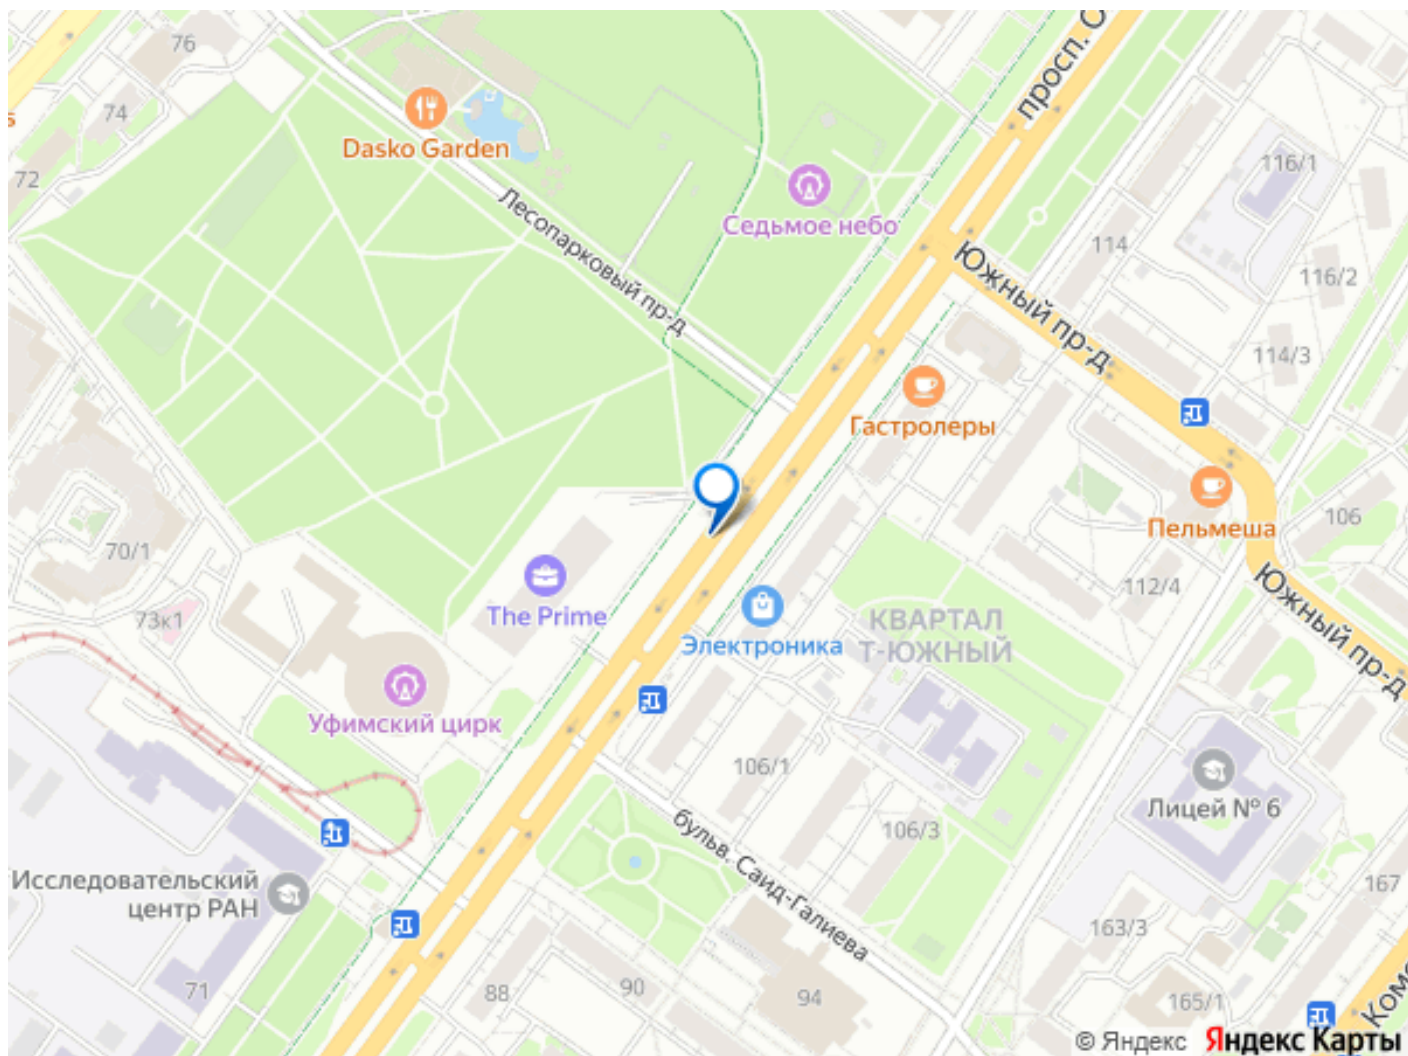 76
просп. О
74
Dasko Garden
72
116/1
Седьмое небо
Лесопарковый пр-д
114
Южный пр-д
116/2
114/3
Гастролеры
Пельмеша
106
70/1
112/4
The Prime
73к1
Электроника
КВАРТАЛ
Т-ЮЖНЫЙ
Южный пр-д
Уфимский цирк
106/1
Лицей № 6
106/3
бульв. Саид-Галиева
Исследовательский
центр РАН
167
163/3
71
88
90
94
165/1
Комс
© Яндекс Яндекс Карты